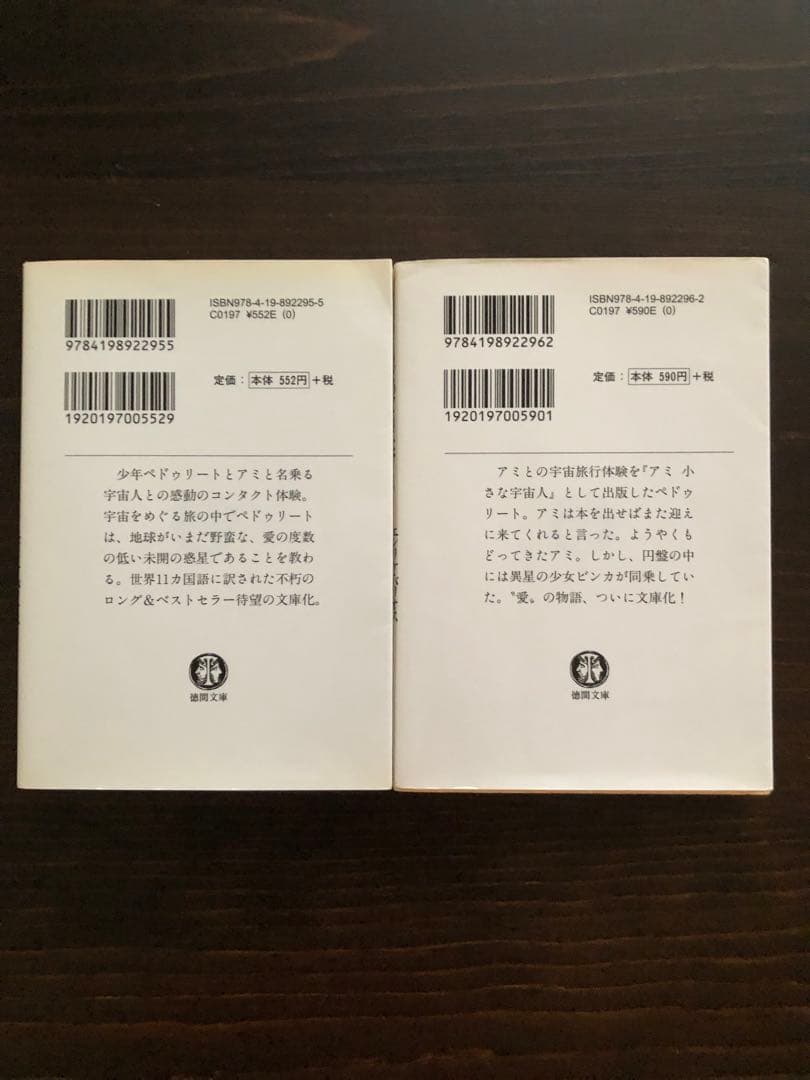 ISBN978-4-19-892295-5
C0197 ¥552E (0)
9784198922955
定価：本体 552円＋税
1920197005529
少年ペドゥリートとアミと名乗る
宇宙人との感動のコンタクト体験。
宇宙をめぐる旅の中でペドゥリート
は、地球がいまだ野蛮な、愛の度数
の低い未開の惑星であることを教わ
る。世界11カ国語に訳された不朽の
ロング＆ベストセラー待望の文庫化。
徳間文庫
ISBN978-4-19-892296-2
C0197 ¥590E (0)
9784198922962
定価：本体 590円＋税
1920197005901
アミとの宇宙旅行体験を『アミ 小
さな宇宙人』として出版したペドゥ
リート。アミは本を出せばまた迎え
に来てくれると言った。ようやくも
どってきたアミ。しかし、円盤の中
には異星の少女ビンカが同乗してい
た。〝愛〟の物語、ついに文庫化！
徳間文庫